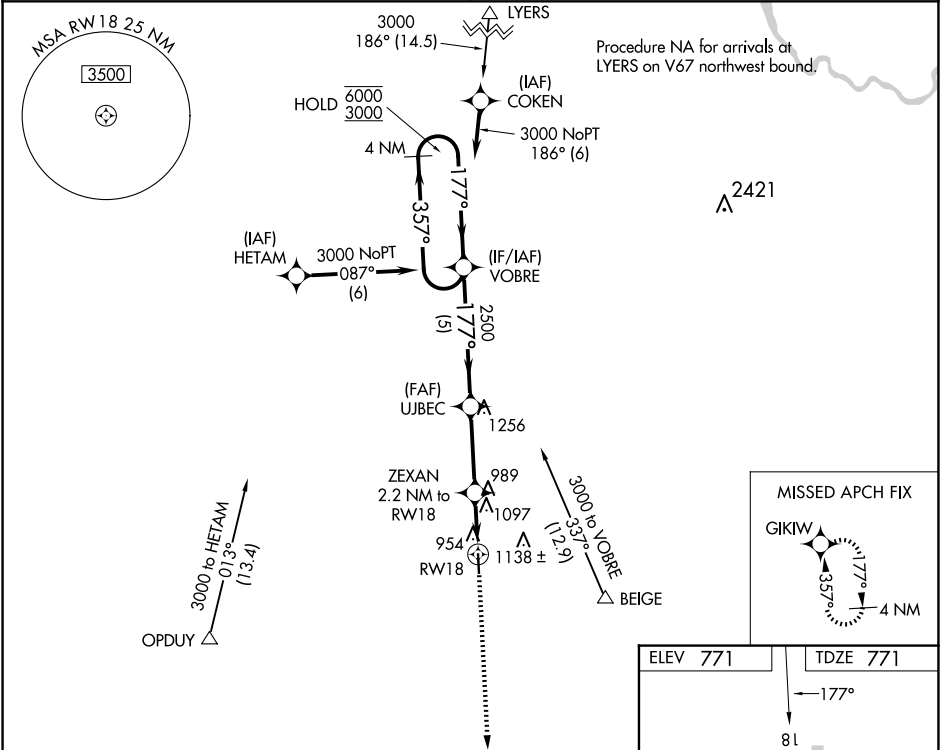 MSA RW 18 25 NM
3500
LYERS
3000
186° (14.5)
Procedure NA for arrivals at
LYERS on V67 northwest bound.
(IAF)
COKEN
HOLD 6000
3000
3000 NoPT
186° (6)
4 NM
177°
357°
2421
(IAF)
HETAM
3000 NoPT
087°
(6)
(IF/IAF)
VOBRE
2500
177°
(5)
(FAF)
UJBEC
1256
ZEXAN
2.2 NM to
RW18
989
1097
954
1138 ±
RW18
3000 to HETAM
013°
(13.4)
OPDUY
3000 to VOBRE
337°
(12.9)
BEIGE
MISSED APCH FIX
GIKIW
177°
357°
4 NM
ELEV 771
TDZE 771
177°
18